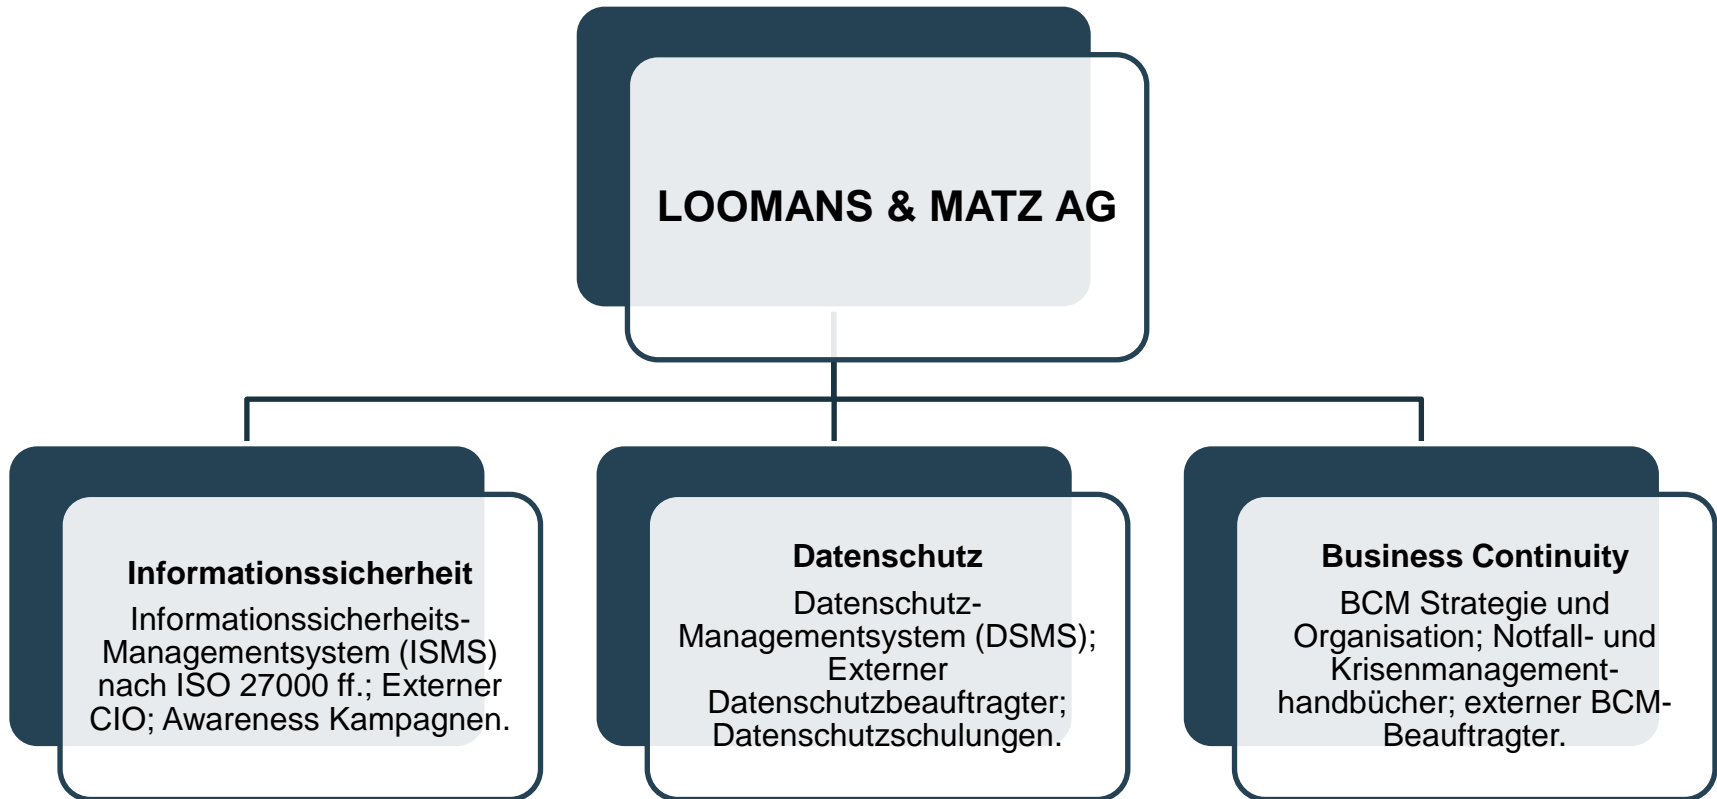 LOOMANS & MATZ AG
Informationssicherheit
Informationssicherheits-
Managementsystem (ISMS)
nach ISO 27000 ff.; Externer
CIO; Awareness Kampagnen.
Datenschutz
Datenschutz-
Managementsystem (DSMS);
Externer
Datenschutzbeauftragter;
Datenschutzschulungen.
Business Continuity
BCM Strategie und
Organisation; Notfall- und
Krisenmanagement-
handbücher; externer BCM-
Beauftragter.